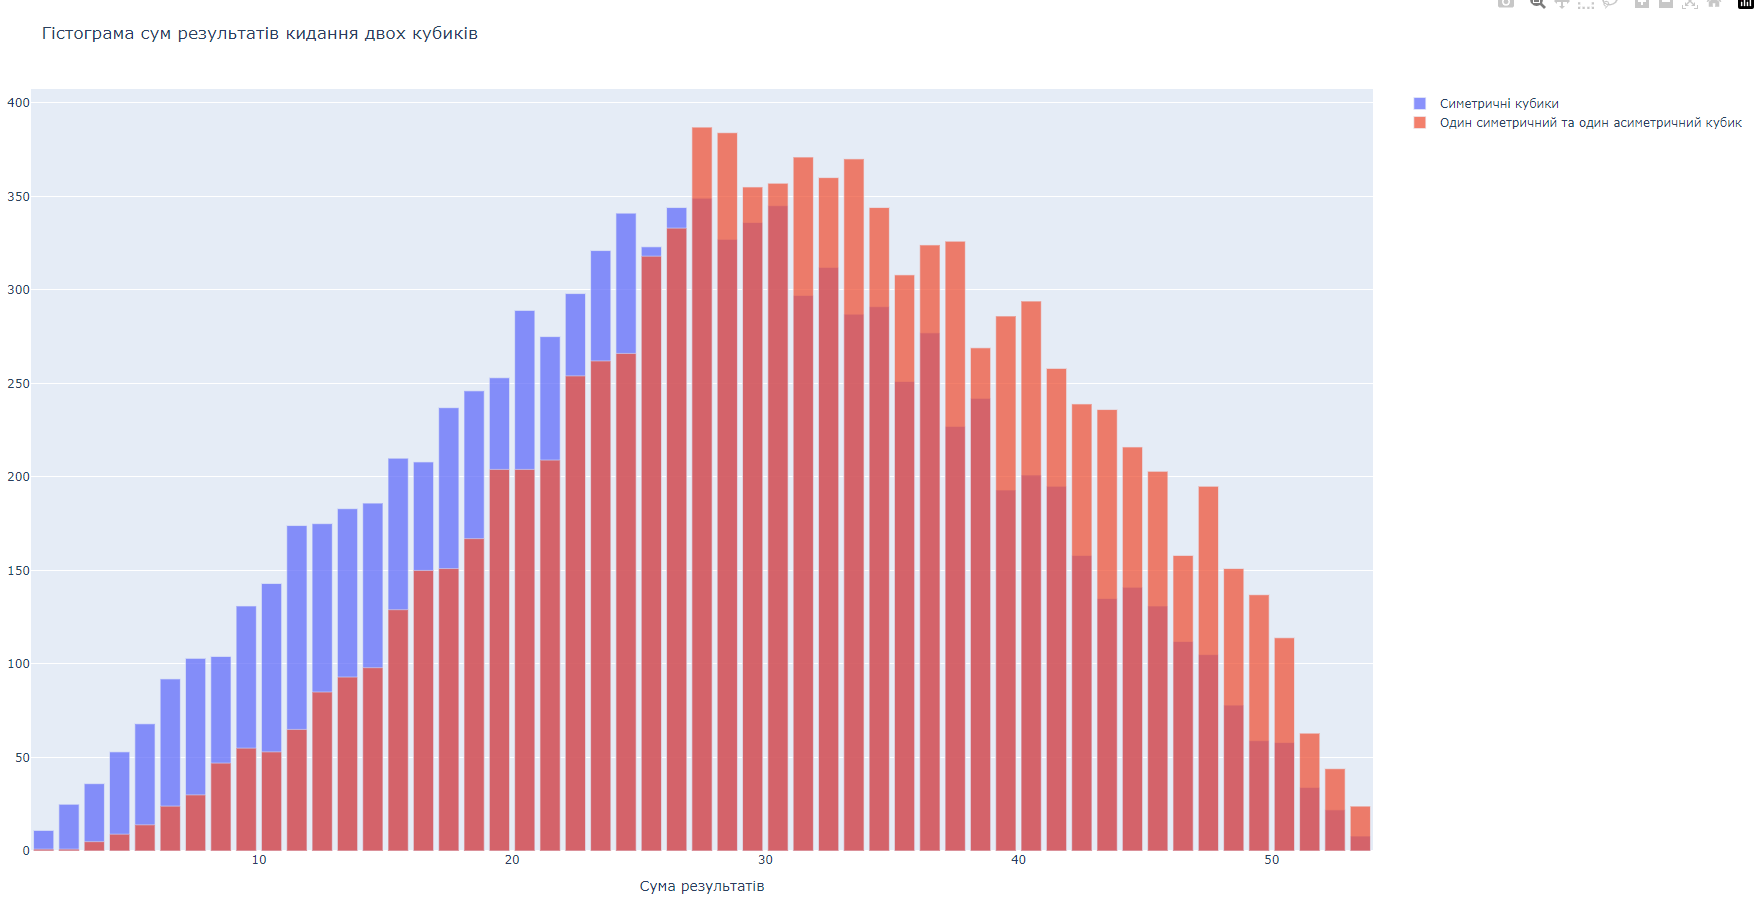 Гістограма сум результатів кидання двох кубиків
Симетричні кубики
Один симетричний та один асиметричний кубик
400
350
300
250
200
150
100
50
0
10 20 30 40 50
Сума результатів